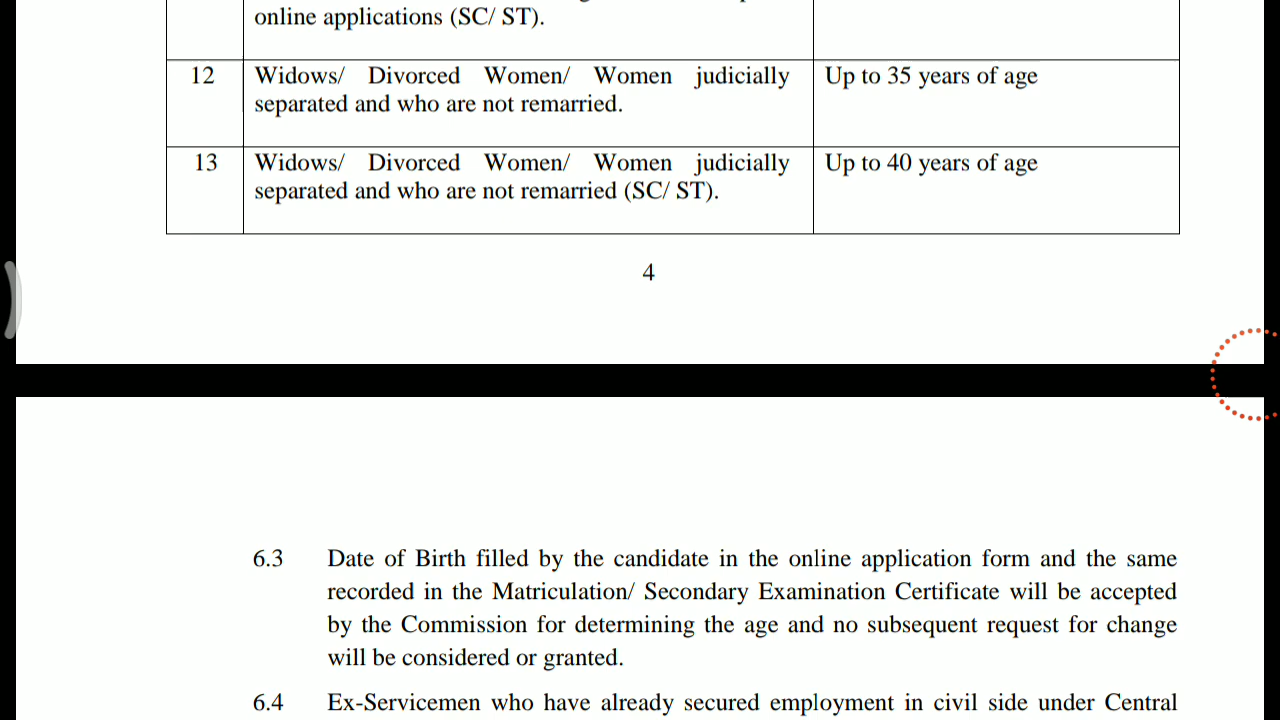 online applications (SC/ ST).
12 Widows/ Divorced Women/ Women judicially Up to 35 years of age
separated and who are not remarried.
13 Widows/ Divorced Women/ Women judicially Up to 40 years of age
separated and who are not remarried (SC/ ST).
4
6.3 Date of Birth filled by the candidate in the online application form and the same
recorded in the Matriculation/ Secondary Examination Certificate will be accepted
by the Commission for determining the age and no subsequent request for change
will be considered or granted.
6.4 Ex-Servicemen who have already secured employment in civil side under Central